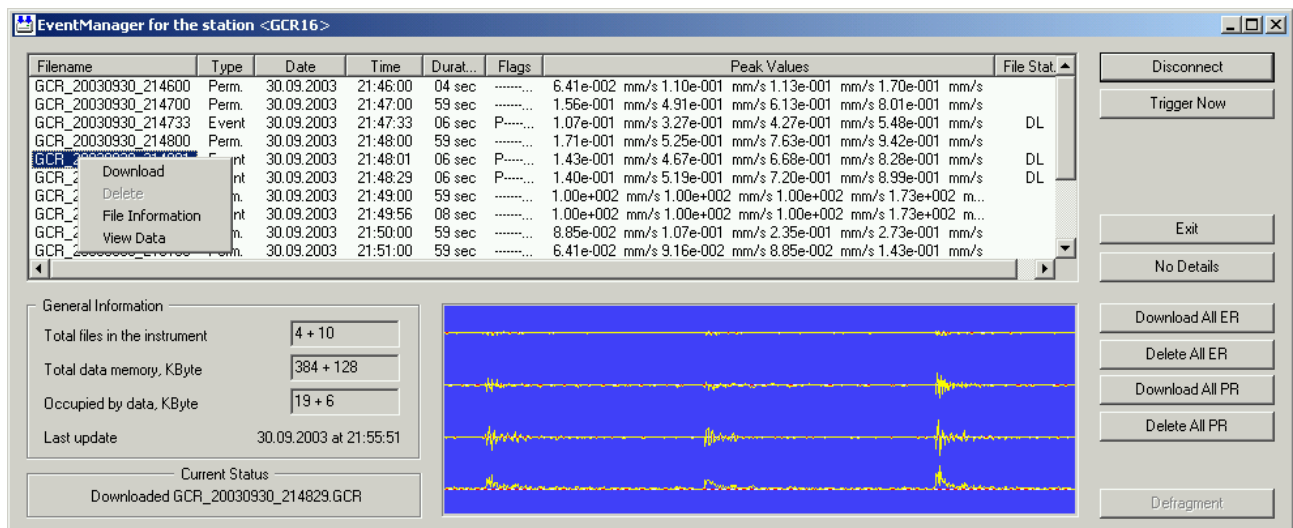 EventManager for the station <GCR16>
Filename Type Date Time Durat... Flags Peak Values File Stat.
GCR_20030930_214600 Perm. 30.09.2003 21:46:00 04 sec ------... 6.41e-002 mm/s 1.10e-001 mm/s 1.13e-001 mm/s 1.70e-001 mm/s
GCR_20030930_214700 Perm. 30.09.2003 21:47:00 59 sec ------... 1.56e-001 mm/s 4.91e-001 mm/s 6.13e-001 mm/s 8.01e-001 mm/s
GCR_20030930_214733 Event 30.09.2003 21:47:33 06 sec P-----... 1.07e-001 mm/s 3.27e-001 mm/s 4.27e-001 mm/s 5.48e-001 mm/s DL
GCR_20030930_214800 Perm. 30.09.2003 21:48:00 59 sec ------... 1.71e-001 mm/s 5.25e-001 mm/s 7.63e-001 mm/s 9.42e-001 mm/s
30.09.2003 21:48:01 06 sec P-----... 1.43e-001 mm/s 4.67e-001 mm/s 6.68e-001 mm/s 8.28e-001 mm/s DL
GCR_2 nt 30.09.2003 21:48:29 06 sec P-----... 1.40e-001 mm/s 5.19e-001 mm/s 7.20e-001 mm/s 8.99e-001 mm/s DL
GCR_2 m. 30.09.2003 21:49:00 59 sec ------... 1.00e+002 mm/s 1.00e+002 mm/s 1.00e+002 mm/s 1.73e+002 m...
GCR_2 nt 30.09.2003 21:49:56 08 sec ------... 1.00e+002 mm/s 1.00e+002 mm/s 1.00e+002 mm/s 1.73e+002 m...
GCR_2 m. 30.09.2003 21:50:00 59 sec ------... 8.85e-002 mm/s 1.07e-001 mm/s 2.35e-001 mm/s 2.73e-001 mm/s
30.09.2003 21:51:00 59 sec ------... 6.41e-002 mm/s 9.16e-002 mm/s 8.85e-002 mm/s 1.43e-001 mm/s
Download
Delete
File Information
View Data
Disconnect
Trigger Now
Exit
No Details
General Information
Total files in the instrument 4 + 10
Total data memory, KByte 384 + 128
Occupied by data, KByte 19 + 6
Last update 30.09.2003 at 21:55:51
Current Status
Downloaded GCR_20030930_214829.GCR
Download All ER
Delete All ER
Download All PR
Delete All PR
Defragment